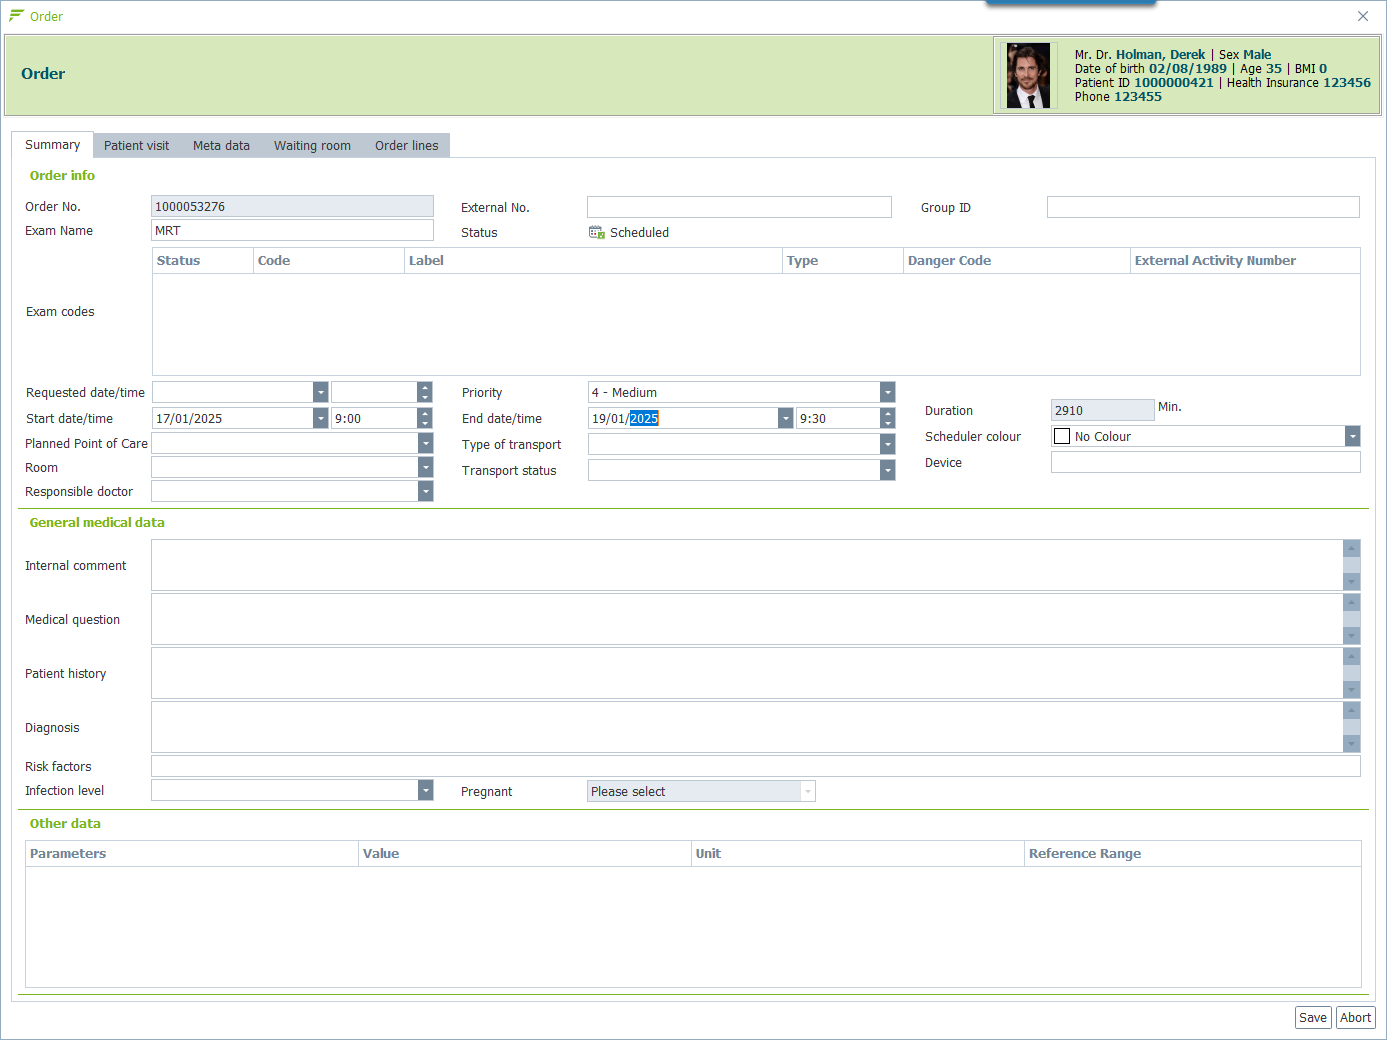 Order
Order
Mr. Dr. Holman, Derek | Sex Male
Date of birth 02/08/1989 | Age 35 | BMI 0
Patient ID 1000000421 | Health Insurance 123456
Phone 123455
Summary Patient visit Meta data Waiting room Order lines
Order info
Order No. 1000053276 External No. Group ID
Exam Name MRT Status Scheduled
Status Code Label Type Danger Code External Activity Number
Exam codes
Requested date/time Priority 4 - Medium
Start date/time 17/01/2025 9:00 End date/time 19/01/2025 9:30 Duration 2910 Min.
Planned Point of Care Type of transport Scheduler colour No Colour
Room Transport status Device
Responsible doctor
General medical data
Internal comment
Medical question
Patient history
Diagnosis
Risk factors
Infection level Pregnant Please select
Other data
Parameters Value Unit Reference Range
Save Abort